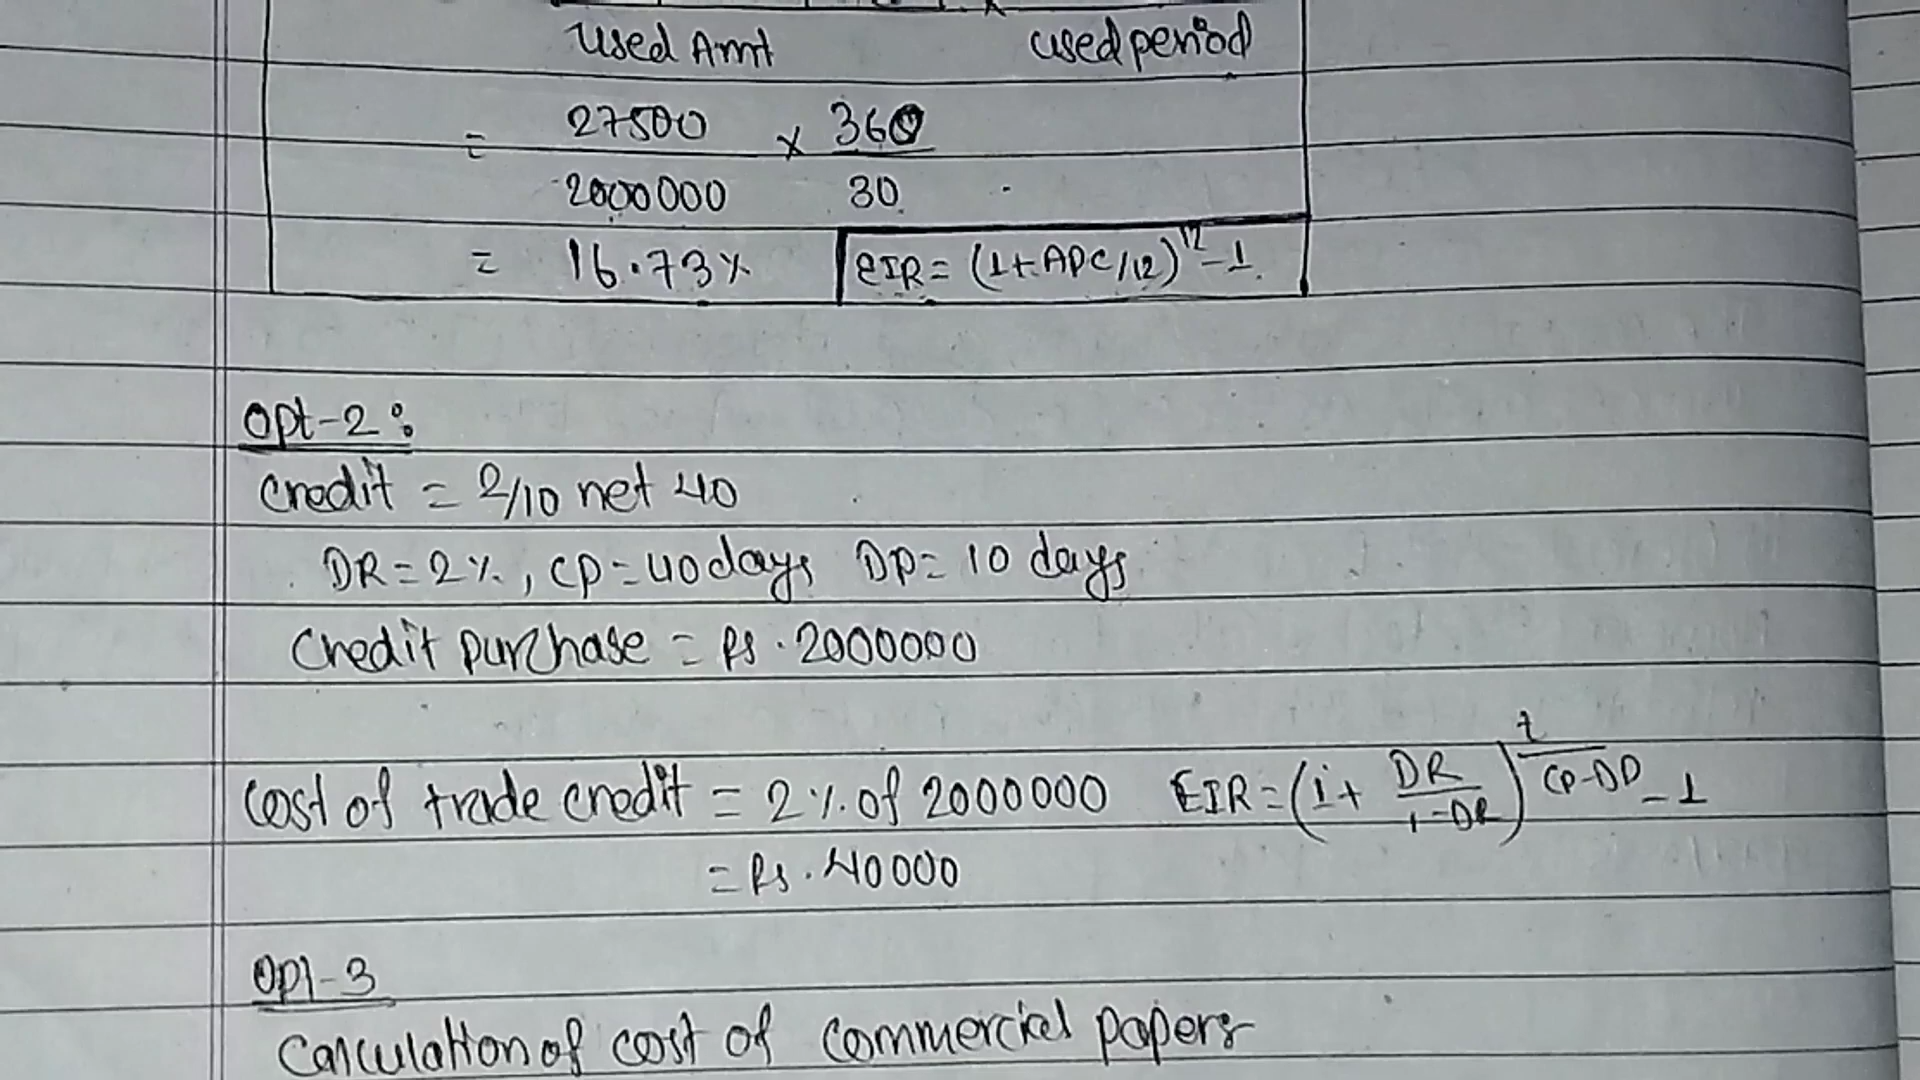 Used Amt used period
= 27500 x 360
2000000 30
= 16.73% EIR = (1+APC/12)^12 - 1
Opt-2:
Credit = 2/10 net 40
DR = 2%, CP = 40 days DP = 10 days
Credit purchase = Rs. 2000000
Cost of trade credit = 2% of 2000000 EIR = (1 + DR/1-DR)^t/CP-DP - 1
= Rs. 40000
Opt-3
Calculation of cost of commercial papers